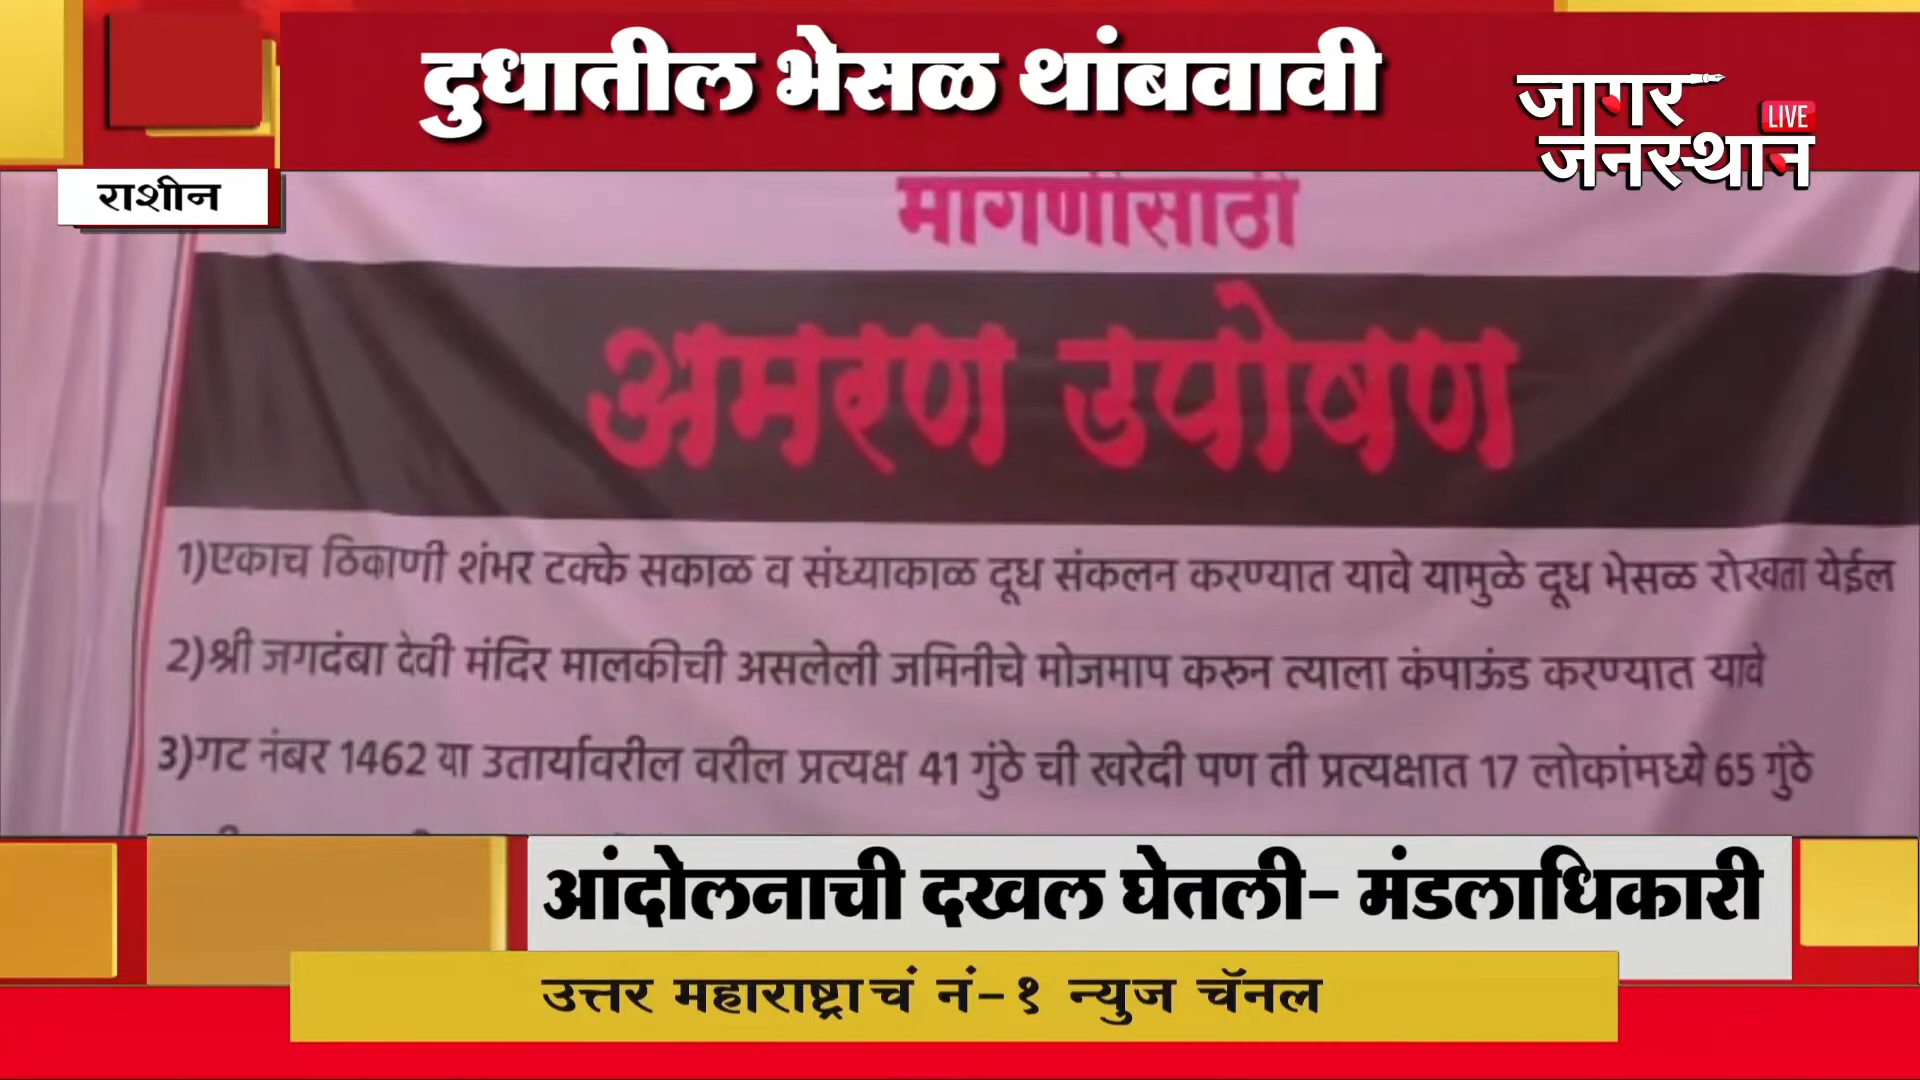 दुधातील भेसळ थांबवावी
जागर
LIVE
जनस्थान
राशीन
मागणीसाठी
अमरण उपोषण
1)एकाच ठिकाणी शंभर टक्के सकाळ व संध्याकाळ दूध संकलन करण्यात यावे यामुळे दूध भेसळ रोखता येईल
2)श्री जगदंबा देवी मंदिर मालकीची असलेली जमिनीचे मोजमाप करुन त्याला कंपाऊंड करण्यात यावे
3)गट नंबर 1462 या उतार्यावरील वरील प्रत्यक्ष 41 गुंठे ची खरेदी पण ती प्रत्यक्षात 17 लोकांमध्ये 65 गुंठे
आंदोलनाची दखल घेतली- मंडलाधिकारी
उत्तर महाराष्ट्राचं नं-१ न्युज चॅनल